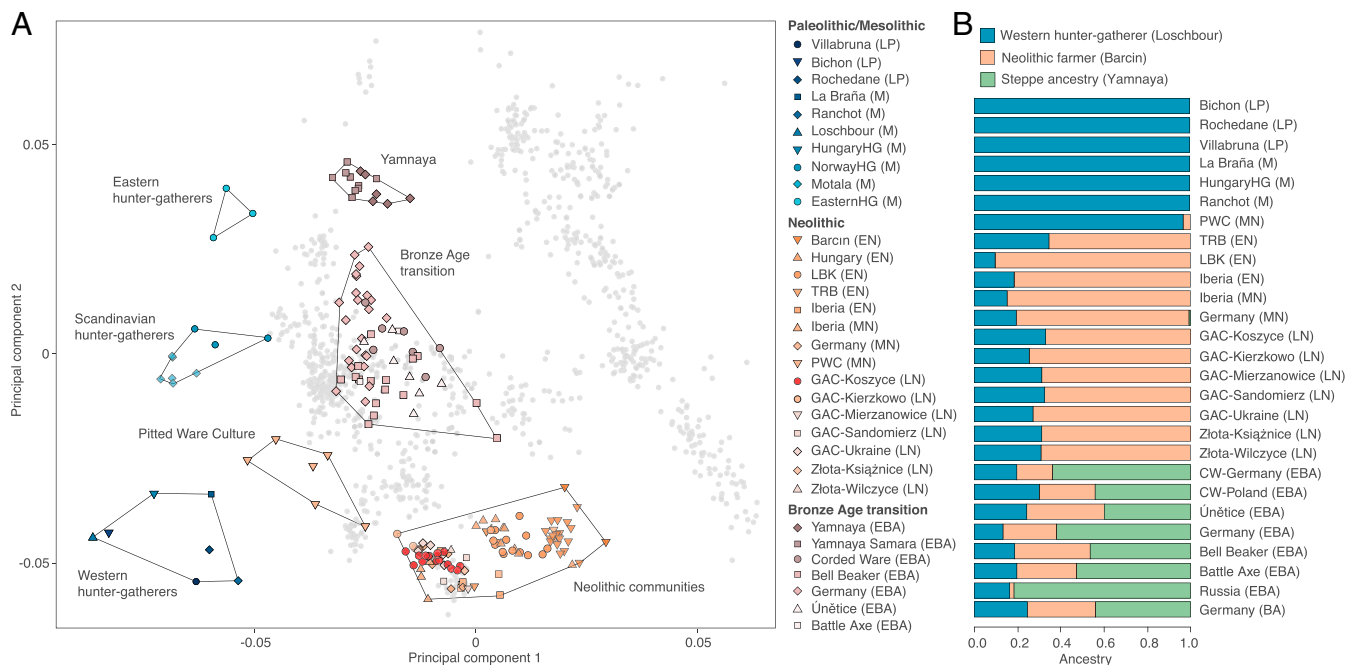 A
0.05
0
-0.05
Principal component 2
-0.05
0
0.05
Principal component 1
Yamnaya
Eastern
hunter-gatherers
Bronze Age
transition
Scandinavian
hunter-gatherers
Pitted Ware Culture
Western
hunter-gatherers
Neolithic communities
Paleolithic/Mesolithic
Villabruna (LP)
Bichon (LP)
Rochedane (LP)
La Braña (M)
Ranchot (M)
Loschbour (M)
HungaryHG (M)
NorwayHG (M)
Motala (M)
EasternHG (M)
Neolithic
Barcın (EN)
Hungary (EN)
LBK (EN)
TRB (EN)
Iberia (EN)
Iberia (MN)
Germany (MN)
PWC (MN)
GAC-Koszyce (LN)
GAC-Kierzkowo (LN)
GAC-Mierzanowice (LN)
GAC-Sandomierz (LN)
GAC-Ukraine (LN)
Złota-Książnice (LN)
Złota-Wilczyce (LN)
Bronze Age transition
Yamnaya (EBA)
Yamnaya Samara (EBA)
Corded Ware (EBA)
Bell Beaker (EBA)
Germany (EBA)
Únětice (EBA)
Battle Axe (EBA)
B
Western hunter-gatherer (Loschbour)
Neolithic farmer (Barcin)
Steppe ancestry (Yamnaya)
Bichon (LP)
Rochedane (LP)
Villabruna (LP)
La Braña (M)
HungaryHG (M)
Ranchot (M)
PWC (MN)
TRB (EN)
LBK (EN)
Iberia (EN)
Iberia (MN)
Germany (MN)
GAC-Koszyce (LN)
GAC-Kierzkowo (LN)
GAC-Mierzanowice (LN)
GAC-Sandomierz (LN)
GAC-Ukraine (LN)
Złota-Książnice (LN)
Złota-Wilczyce (LN)
CW-Germany (EBA)
CW-Poland (EBA)
Únětice (EBA)
Germany (EBA)
Bell Beaker (EBA)
Battle Axe (EBA)
Russia (EBA)
Germany (BA)
0.0 0.2 0.4 0.6 0.8 1.0
Ancestry